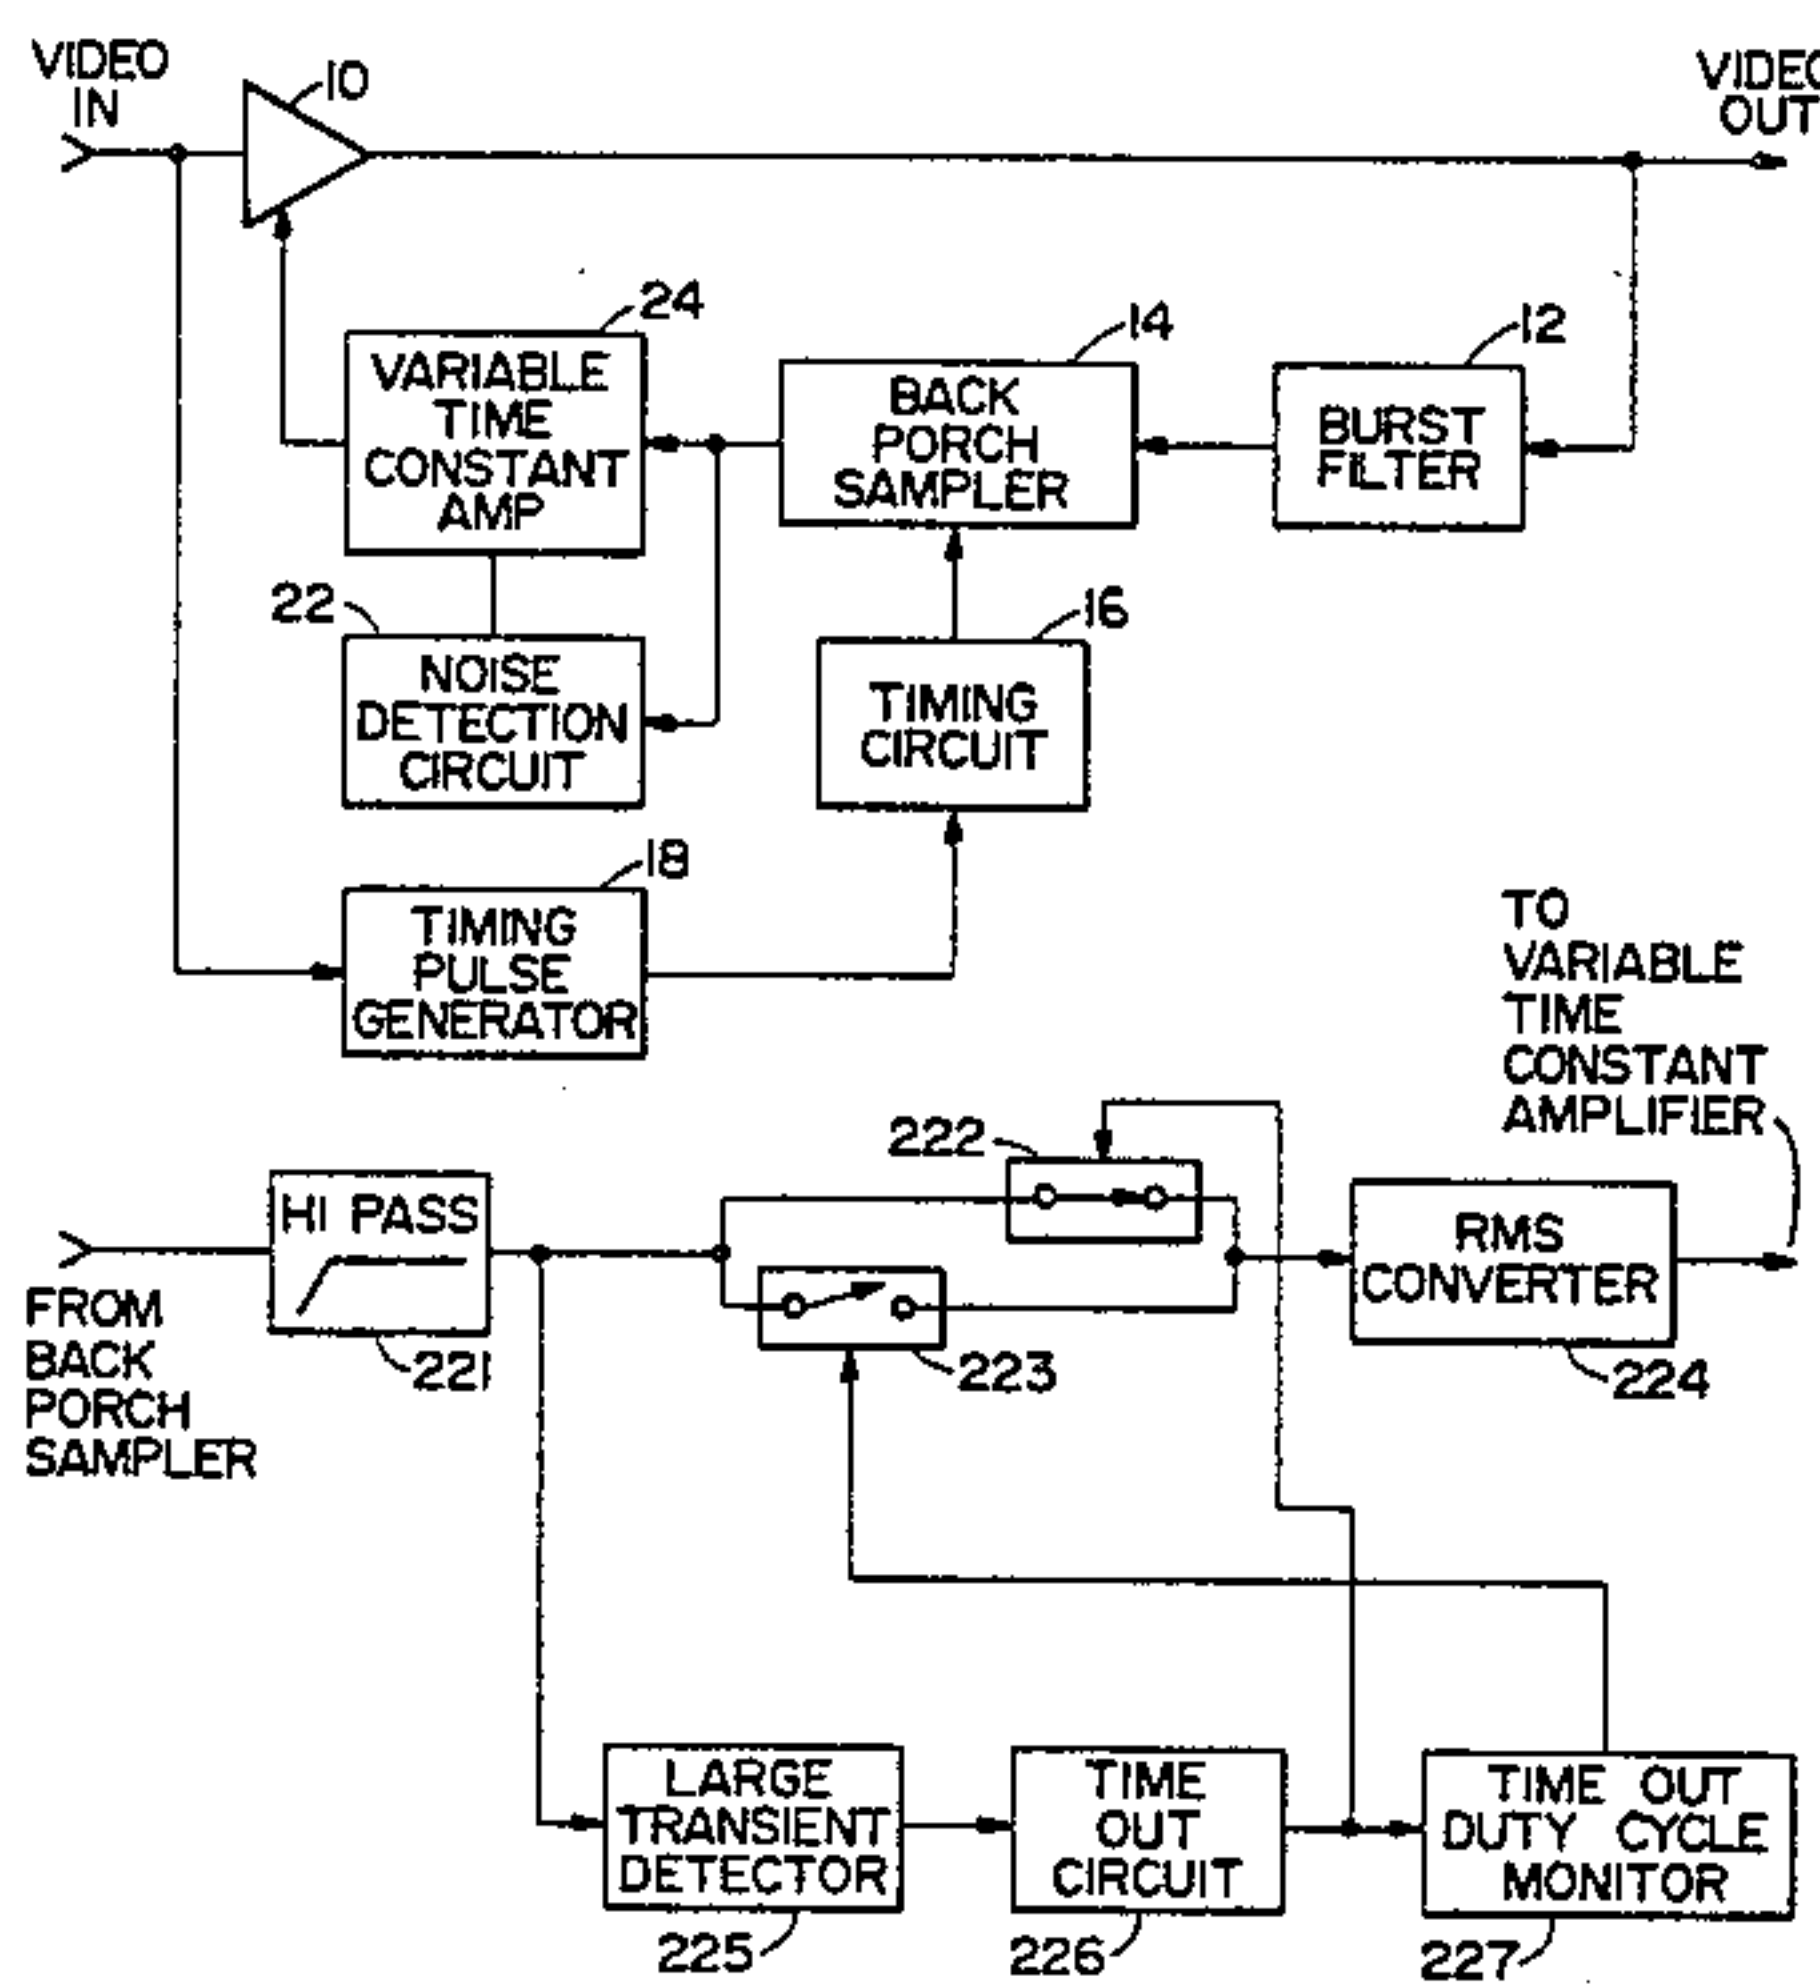 VIDEO
IN
10
VIDEO
OUT
24
VARIABLE
TIME
CONSTANT
AMP
14
BACK
PORCH
SAMPLER
12
BURST
FILTER
22
NOISE
DETECTION
CIRCUIT
16
TIMING
CIRCUIT
18
TIMING
PULSE
GENERATOR
TO
VARIABLE
TIME
CONSTANT
AMPLIFIER
222
HI PASS
RMS
CONVERTER
FROM
BACK
PORCH
SAMPLER
221
223
224
LARGE
TRANSIENT
DETECTOR
TIME
OUT
CIRCUIT
TIME OUT
DUTY CYCLE
MONITOR
225
226
227